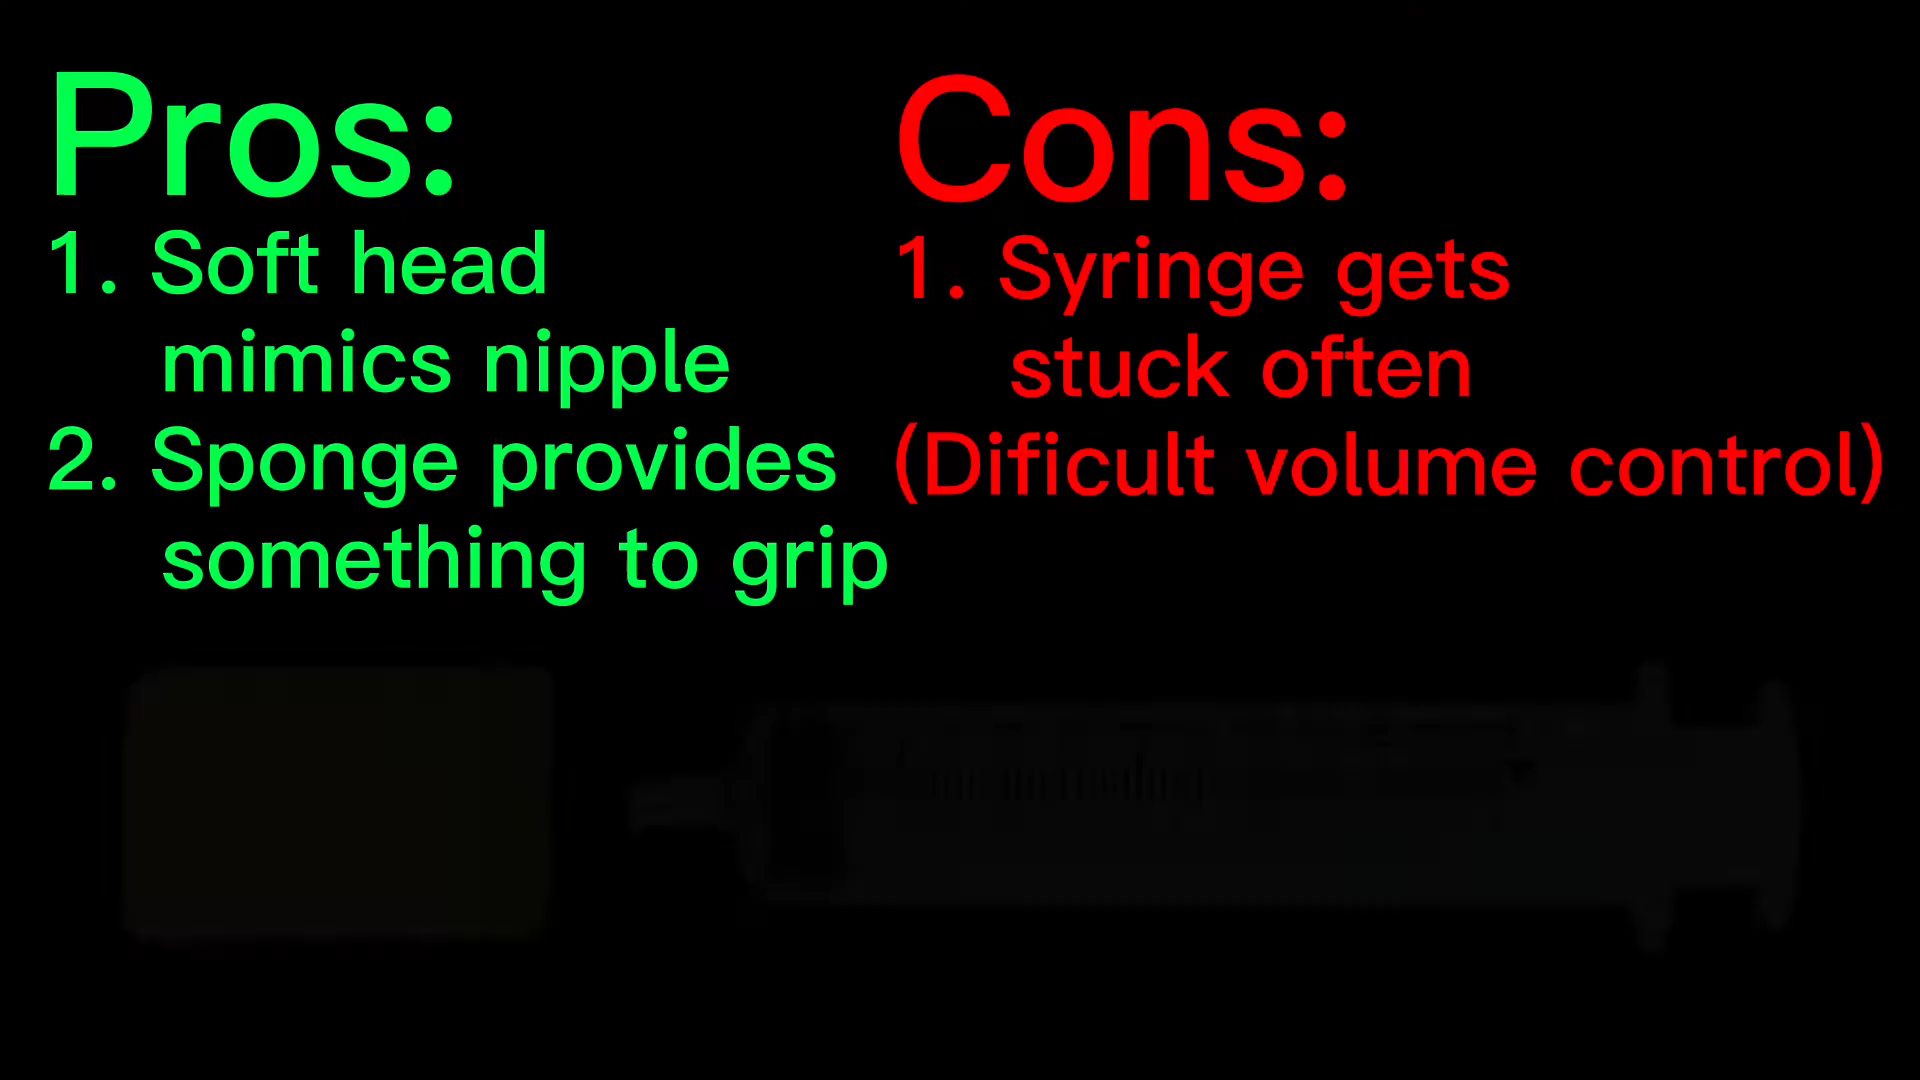 Pros:
1. Soft head
mimics nipple
2. Sponge provides
something to grip
Cons:
1. Syringe gets
stuck often
(Dificult volume control)